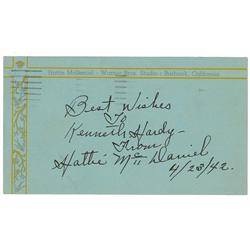 Hattie McDaniel - Warner Bros. Studio - Burbank, California
Best Wishes
To
Kenneth Hardy-
From
Hattie McDaniel
4/23/42.